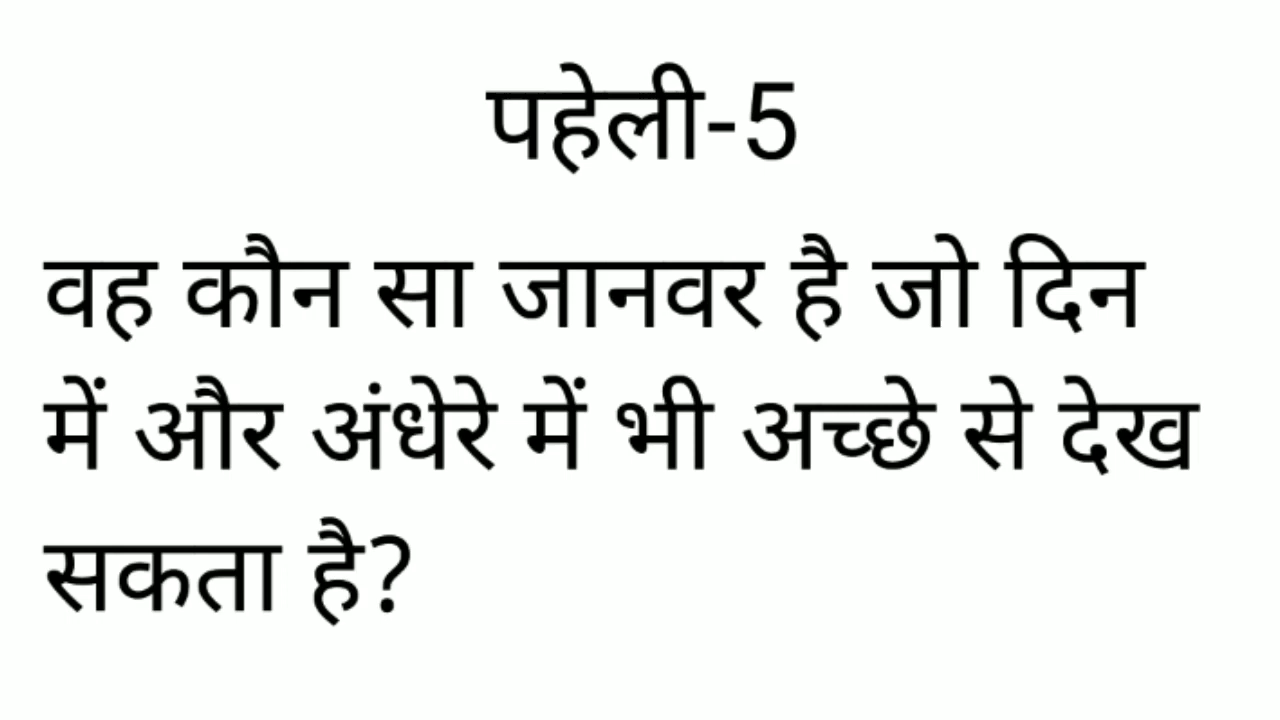 पहेली-5
वह कौन सा जानवर है जो दिन
में और अंधेरे में भी अच्छे से देख
सकता है?